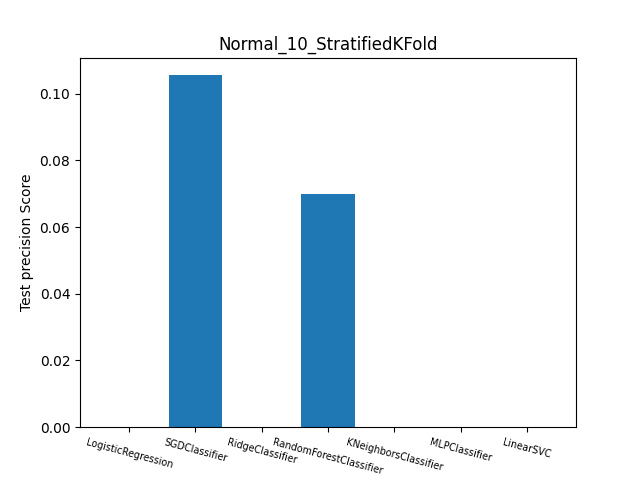 Normal_10_StratifiedKFold
Test precision Score
0.10
0.08
0.06
0.04
0.02
0.00
LogisticRegression
SGDClassifier
RidgeClassifier
RandomForestClassifier
KNeighborsClassifier
MLPClassifier
LinearSVC